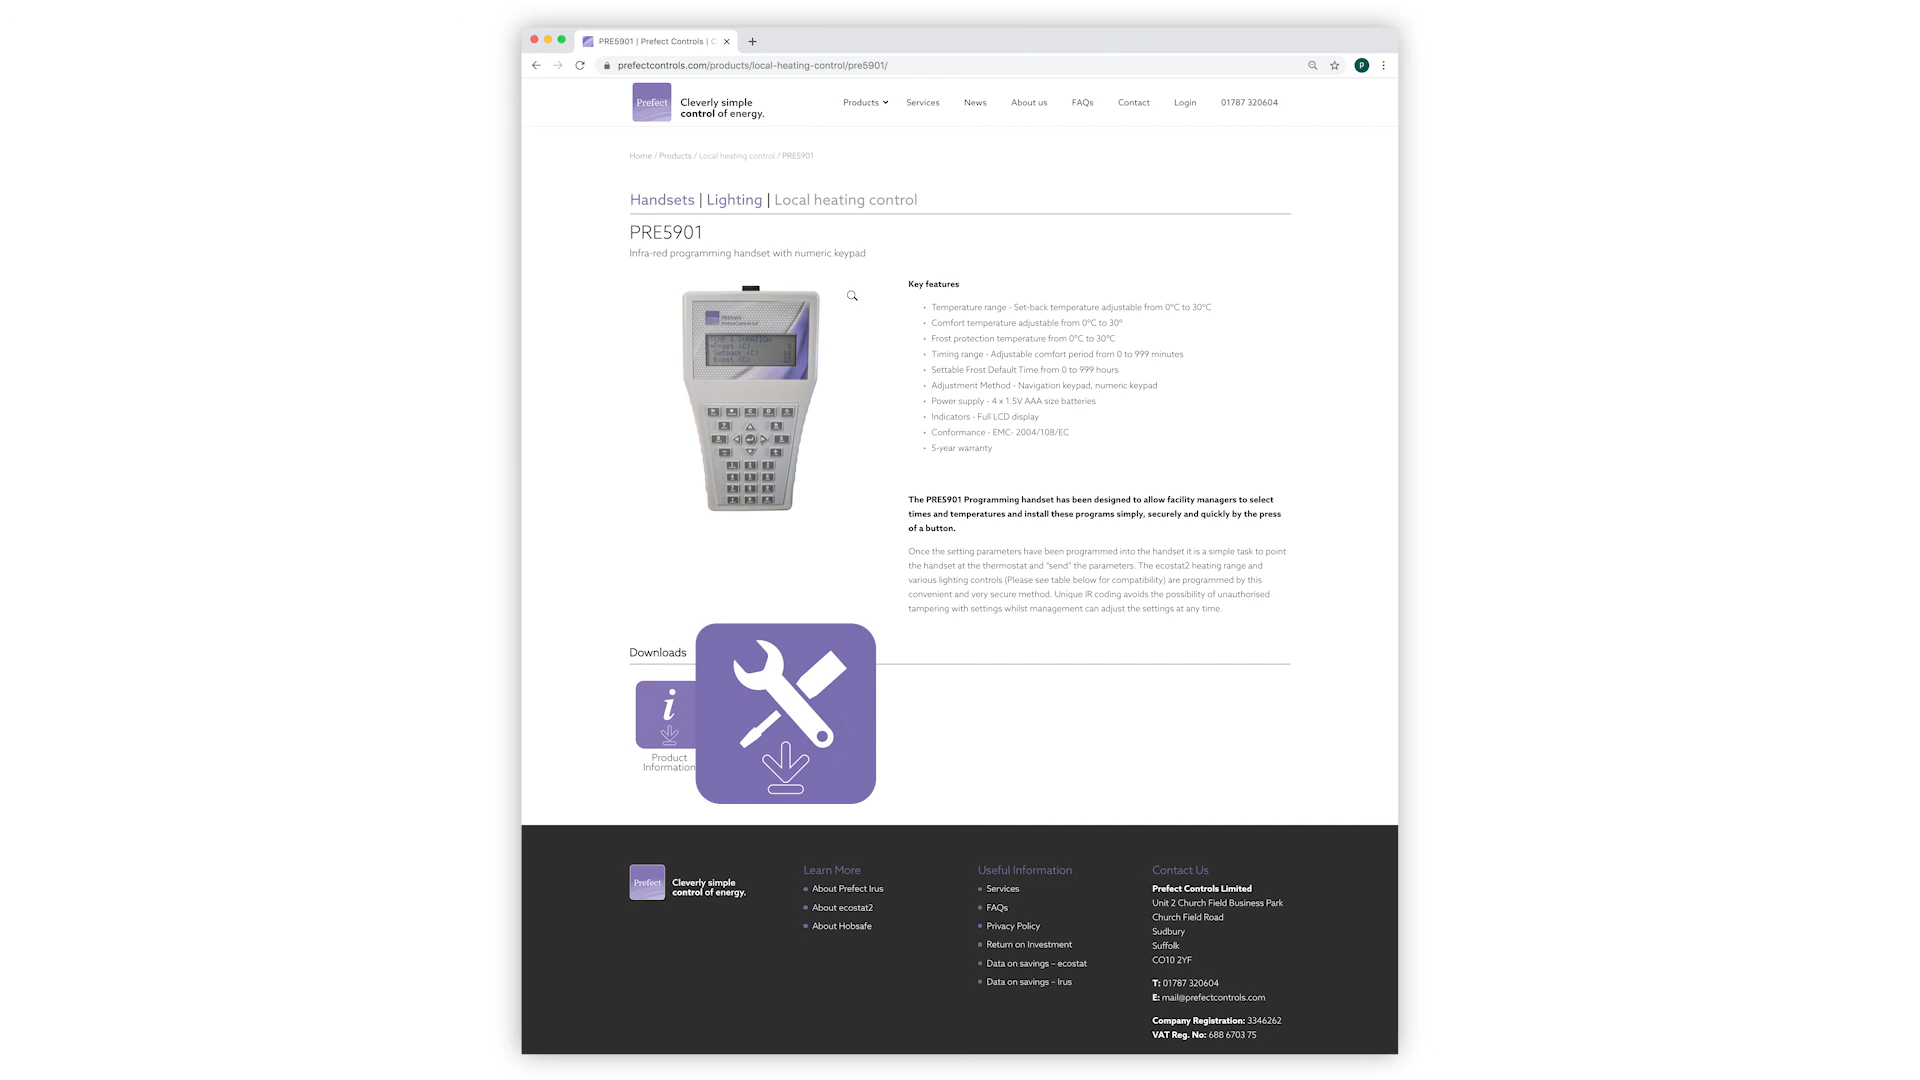 PRE5901 | Prefect Controls | C
prefectcontrols.com/products/local-heating-control/pre5901/
P
Prefect
Cleverly simple
control of energy.
Products
Services
News
About us
FAQs
Contact
Login
01787 320604
Home / Products / Local heating control / PRE5901
Handsets | Lighting | Local heating control
PRE5901
Infra-red programming handset with numeric keypad
TEMP & DURATION
Frost (C)
Setback (C)
Boost (C)
Key features
Temperature range - Set-back temperature adjustable from 0ºC to 30ºC
Comfort temperature adjustable from 0ºC to 30º
Frost protection temperature from 0ºC to 30ºC
Timing range - Adjustable comfort period from 0 to 999 minutes
Settable Frost Default Time from 0 to 999 hours
Adjustment Method - Navigation keypad, numeric keypad
Power supply - 4 x 1.5V AAA size batteries
Indicators - Full LCD display
Conformance - EMC- 2004/108/EC
5-year warranty
The PRE5901 Programming handset has been designed to allow facility managers to select
times and temperatures and install these programs simply, securely and quickly by the press
of a button.
Once the setting parameters have been programmed into the handset it is a simple task to point
the handset at the thermostat and "send" the parameters. The ecostat2 heating range and
various lighting controls (Please see table below for compatibility) are programmed by this
convenient and very secure method. Unique IR coding avoids the possibility of unauthorised
tampering with settings whilst management can adjust the settings at any time.
Downloads
i
Product
Information
Prefect
Cleverly simple
control of energy.
Learn More
About Prefect Irus
About ecostat2
About Hobsafe
Useful Information
Services
FAQs
Privacy Policy
Return on Investment
Data on savings – ecostat
Data on savings – Irus
Contact Us
Prefect Controls Limited
Unit 2 Church Field Business Park
Church Field Road
Sudbury
Suffolk
CO10 2YF
T: 01787 320604
E: mail@prefectcontrols.com
Company Registration: 3346262
VAT Reg. No: 688 6703 75